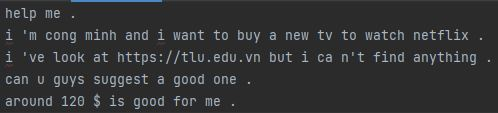 help me .
i 'm cong minh and i want to buy a new tv to watch netflix .
i 've look at https://tlu.edu.vn but i ca n't find anything .
can u guys suggest a good one .
around 120 $ is good for me .